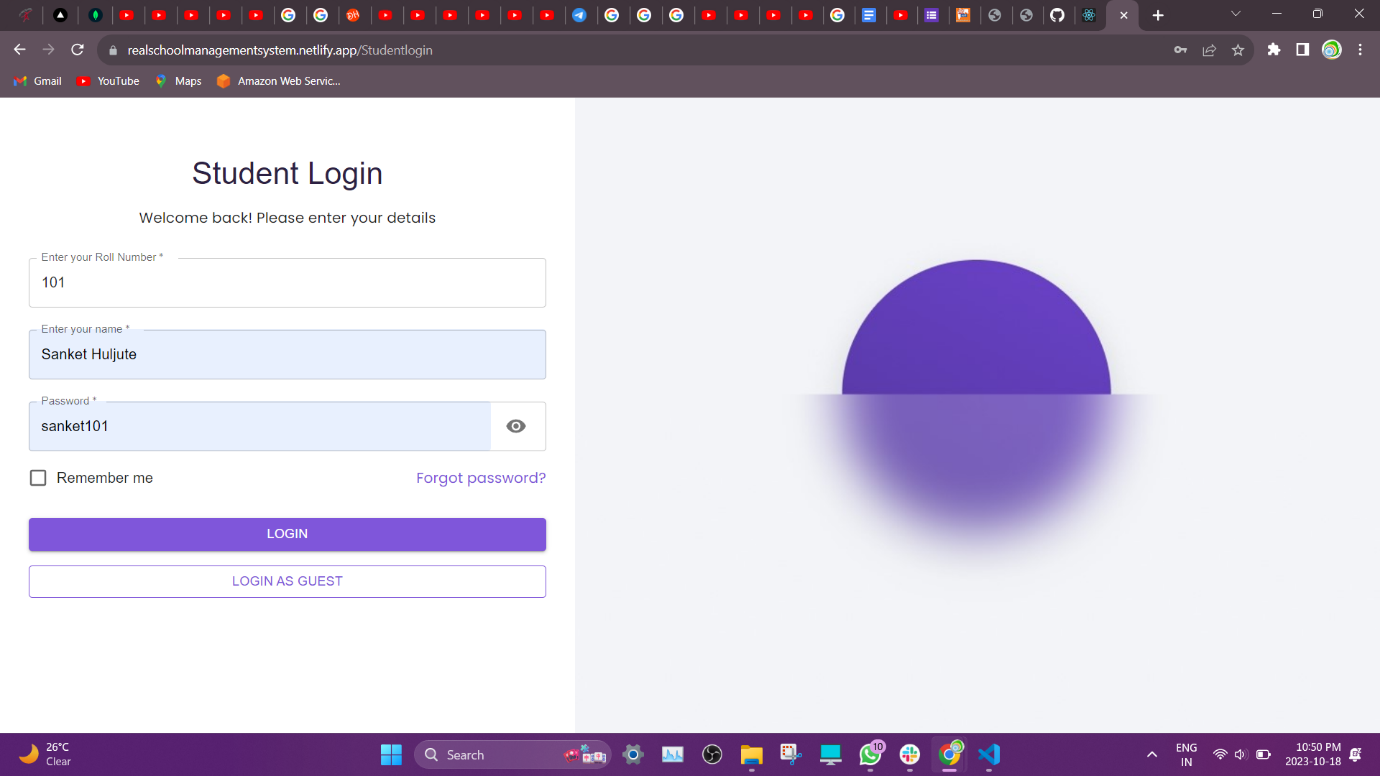 realschoolmanagementsystem.netlify.app/Studentlogin
Gmail
YouTube
Maps
Amazon Web Servic...
Student Login
Welcome back! Please enter your details
Enter your Roll Number *
101
Enter your name *
Sanket Huljute
Password *
sanket101
Remember me
Forgot password?
LOGIN
LOGIN AS GUEST
26°C
Clear
Search
10
ENG
IN
10:50 PM
2023-10-18